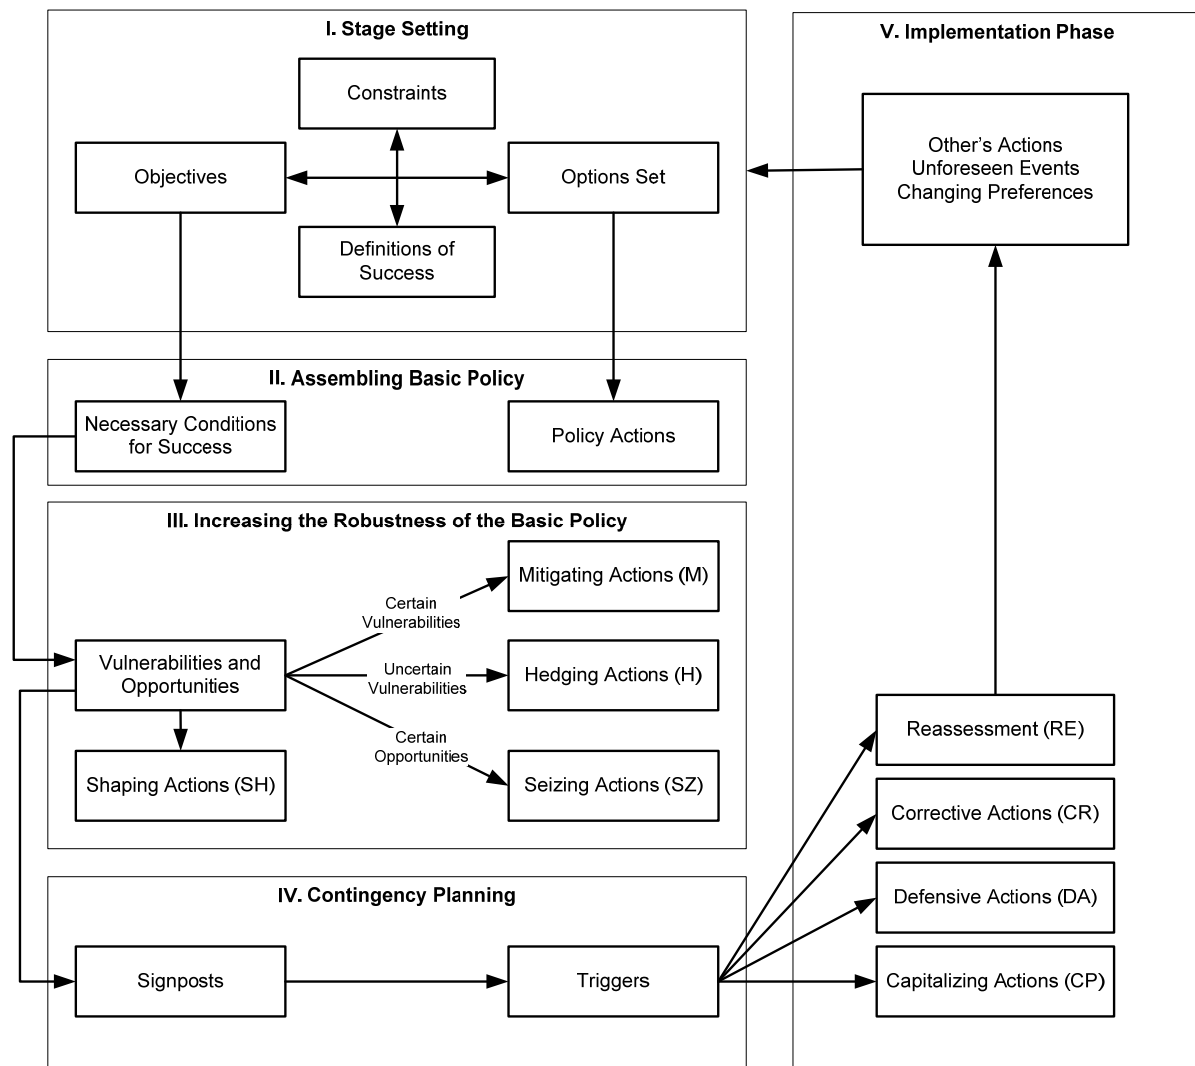 I. Stage Setting
Constraints
Objectives
Options Set
Definitions of
Success
II. Assembling Basic Policy
Necessary Conditions
for Success
Policy Actions
III. Increasing the Robustness of the Basic Policy
Mitigating Actions (M)
Certain
Vulnerabilities
Vulnerabilities and
Opportunities
Uncertain
Vulnerabilities
Hedging Actions (H)
Certain
Opportunities
Shaping Actions (SH)
Seizing Actions (SZ)
IV. Contingency Planning
Signposts
Triggers
V. Implementation Phase
Other's Actions
Unforeseen Events
Changing Preferences
Reassessment (RE)
Corrective Actions (CR)
Defensive Actions (DA)
Capitalizing Actions (CP)